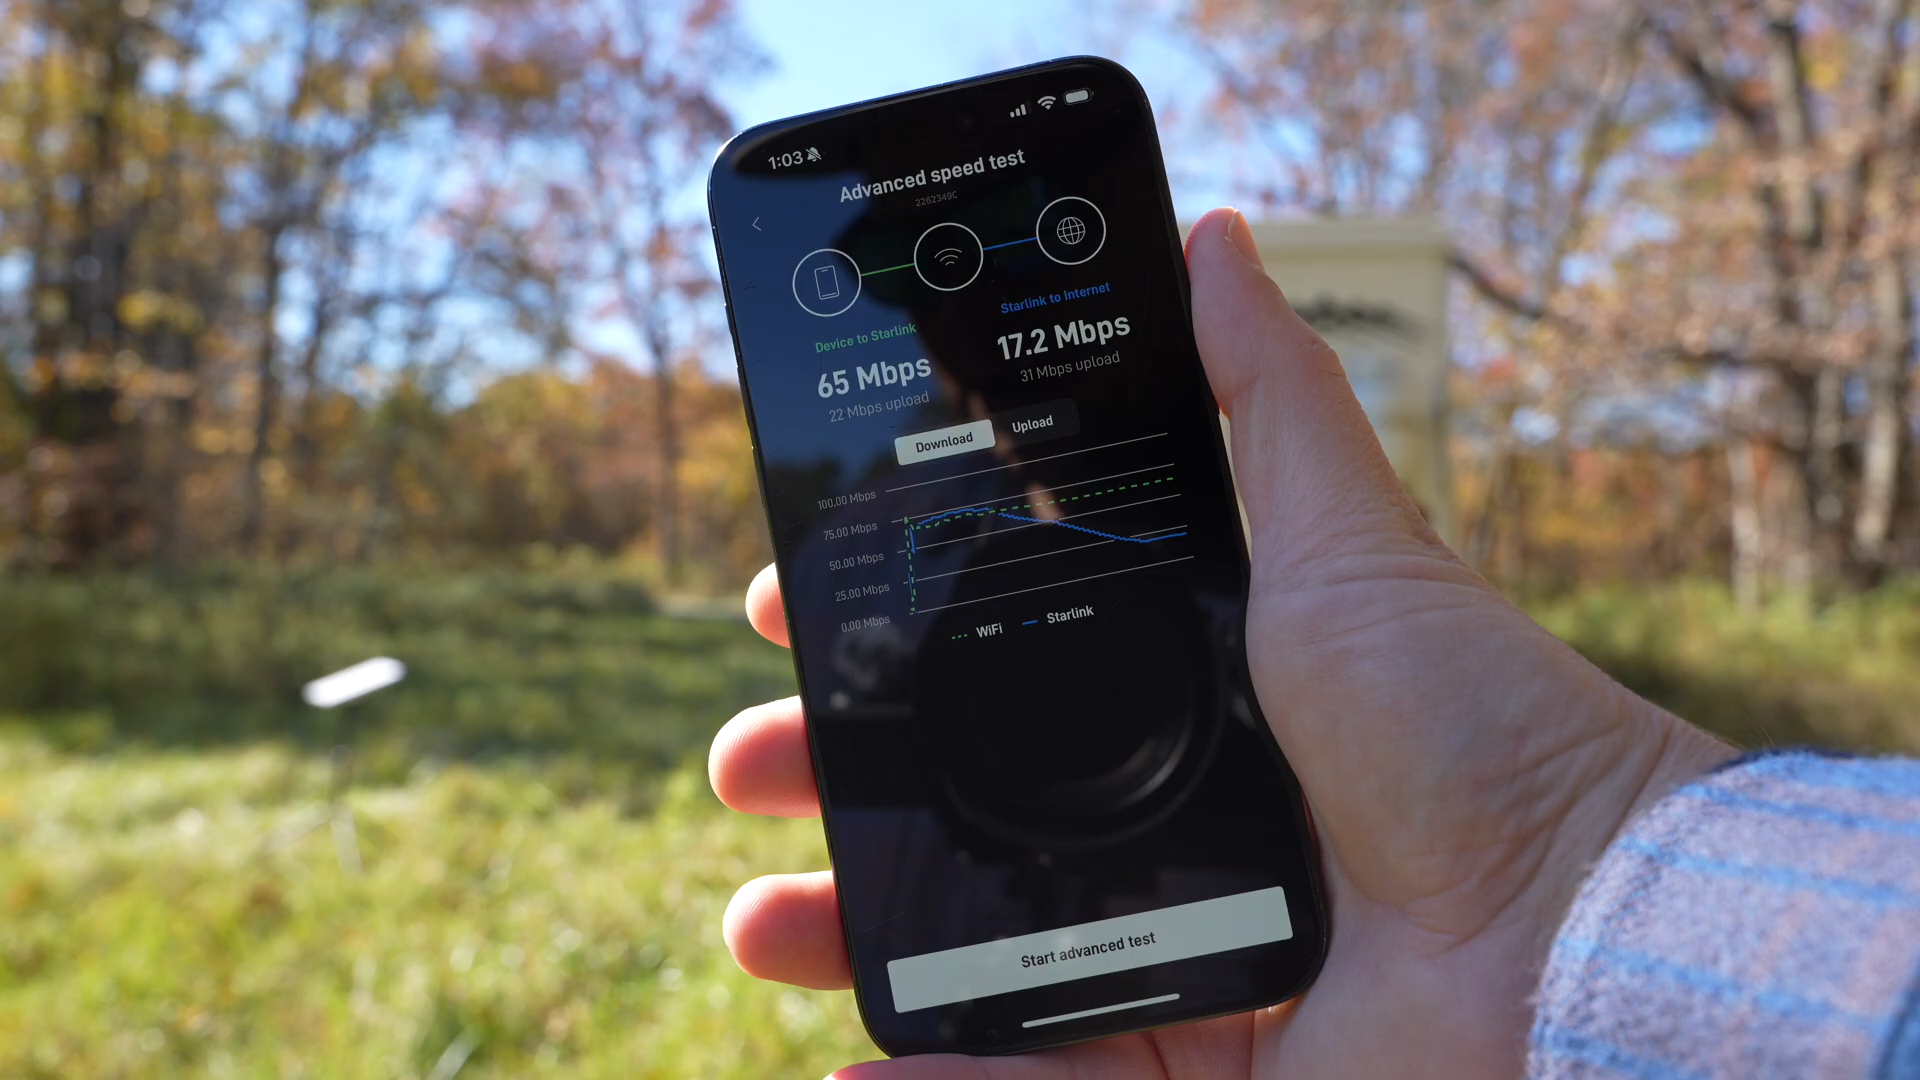 1:03
Advanced speed test
2262349C
Device to Starlink
65 Mbps
22 Mbps upload
Starlink to Internet
17.2 Mbps
31 Mbps upload
Download
Upload
100.00 Mbps
75.00 Mbps
50.00 Mbps
25.00 Mbps
0.00 Mbps
WiFi
Starlink
Start advanced test